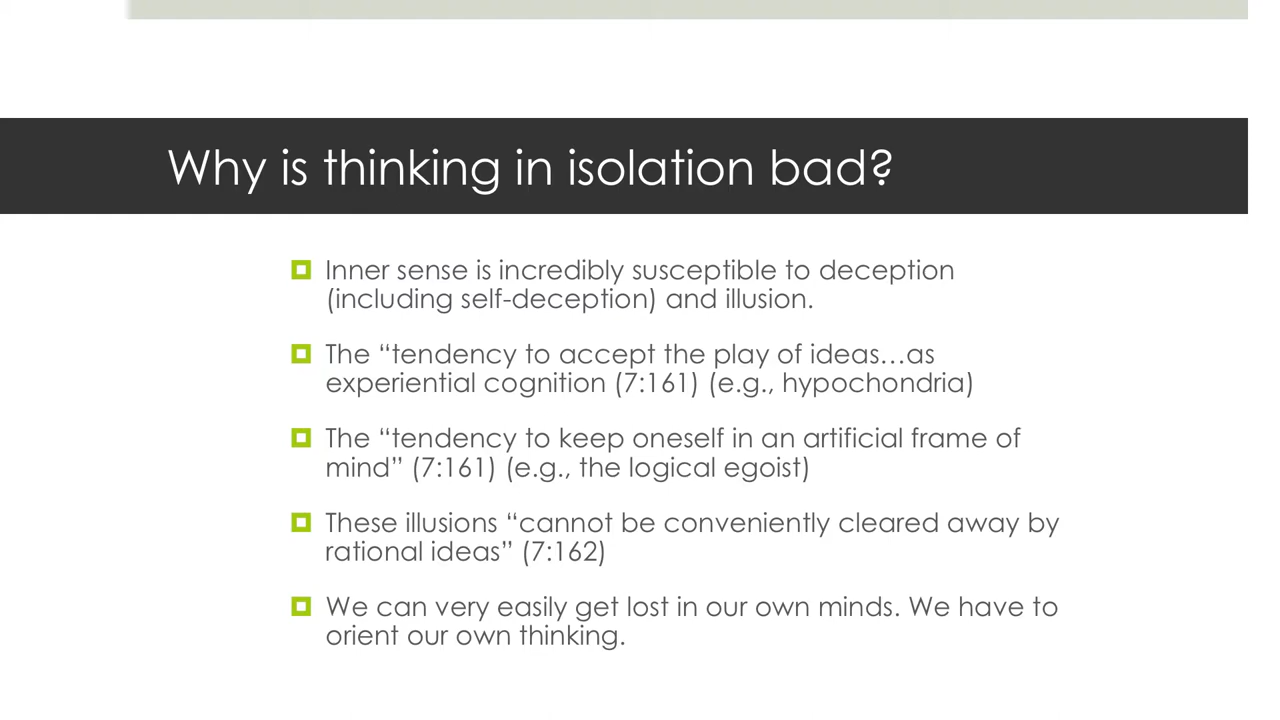 Why is thinking in isolation bad?
Inner sense is incredibly susceptible to deception
(including self-deception) and illusion.
The “tendency to accept the play of ideas…as
experiential cognition (7:161) (e.g., hypochondria)
The “tendency to keep oneself in an artificial frame of
mind” (7:161) (e.g., the logical egoist)
These illusions “cannot be conveniently cleared away by
rational ideas” (7:162)
We can very easily get lost in our own minds. We have to
orient our own thinking.